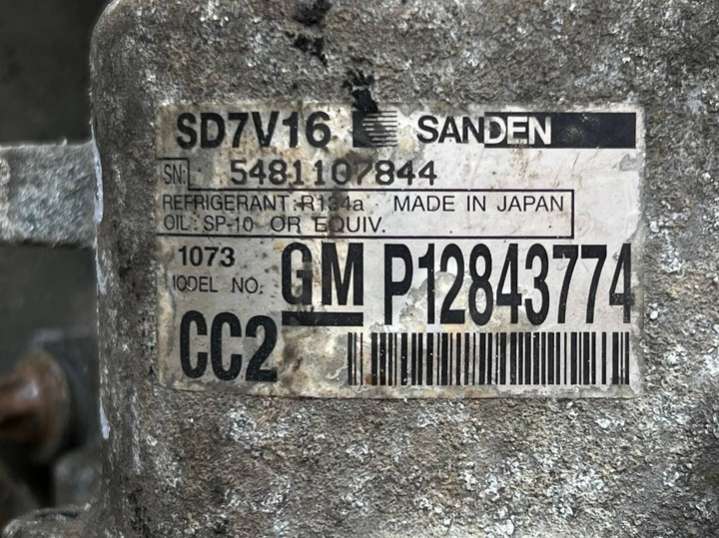 SD7V16 SANDEN
SN: 5481107844
REFRIGERANT: R134a MADE IN JAPAN
OIL: SP-10 OR EQUIV.
1073
MODEL NO.
GM P12843774
CC2